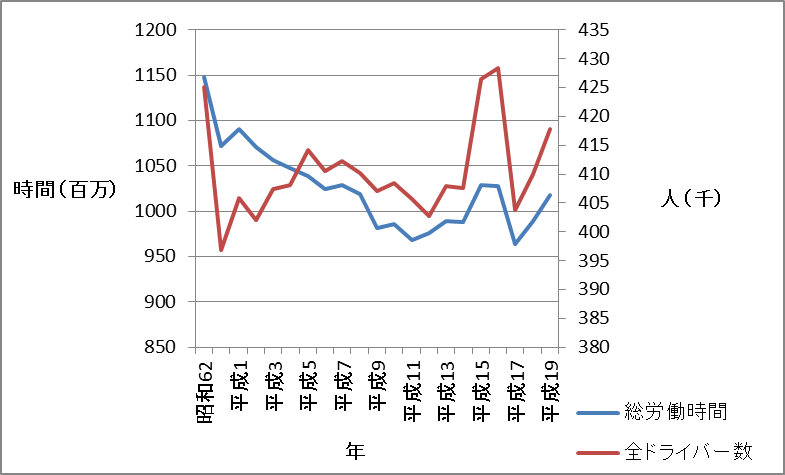 1200
1150
1100
1050
1000
950
900
850
時間（百万）
435
430
425
420
415
410
405
400
395
390
385
380
人（千）
昭和62
平成1
平成3
平成5
平成7
平成9
平成11
平成13
平成15
平成17
平成19
年
総労働時間
全ドライバー数